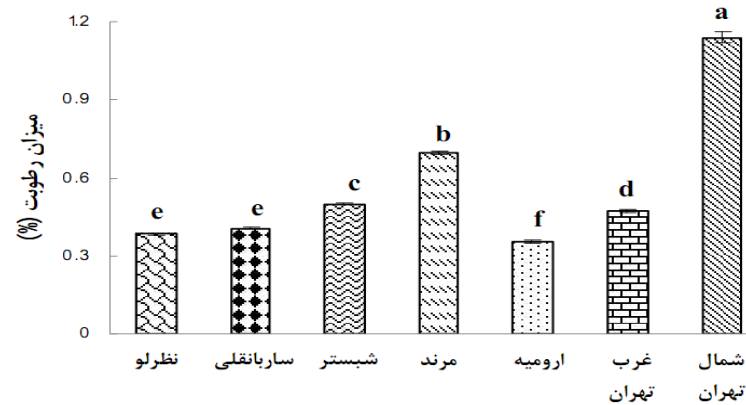 میزان رطوبت (%)
1.2
0.9
0.6
0.3
0
e
e
c
b
f
d
a
نظرلو
ساربانقلی
شبستر
مرند
ارومیه
غرب
تهران
شمال
تهران